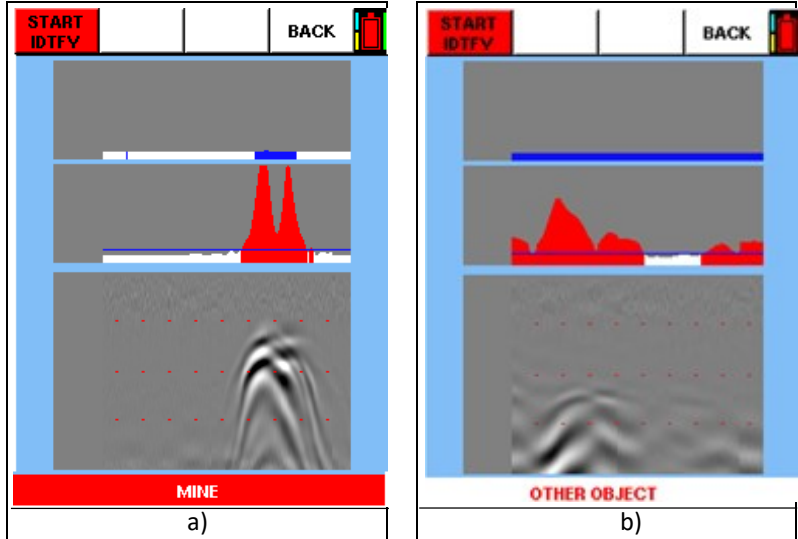 START
IDTFY
BACK
START
IDTFY
BACK
MINE
OTHER OBJECT
a)
b)